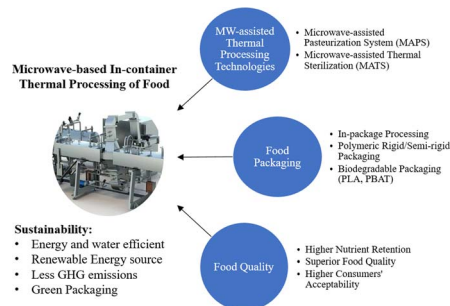 MW-assisted
Thermal
Processing
Technologies
• Microwave-assisted
Pasteurization System (MAPS)
• Microwave-assisted Thermal
Sterilization (MATS)
Microwave-based In-container
Thermal Processing of Food
Food
Packaging
• In-package Processing
• Polymeric Rigid/Semi-rigid
Packaging
• Biodegradable Packaging
(PLA, PBAT)
Sustainability:
• Energy and water efficient
• Renewable Energy source
• Less GHG emissions
• Green Packaging
Food Quality
• Higher Nutrient Retention
• Superior Food Quality
• Higher Consumers'
Acceptability